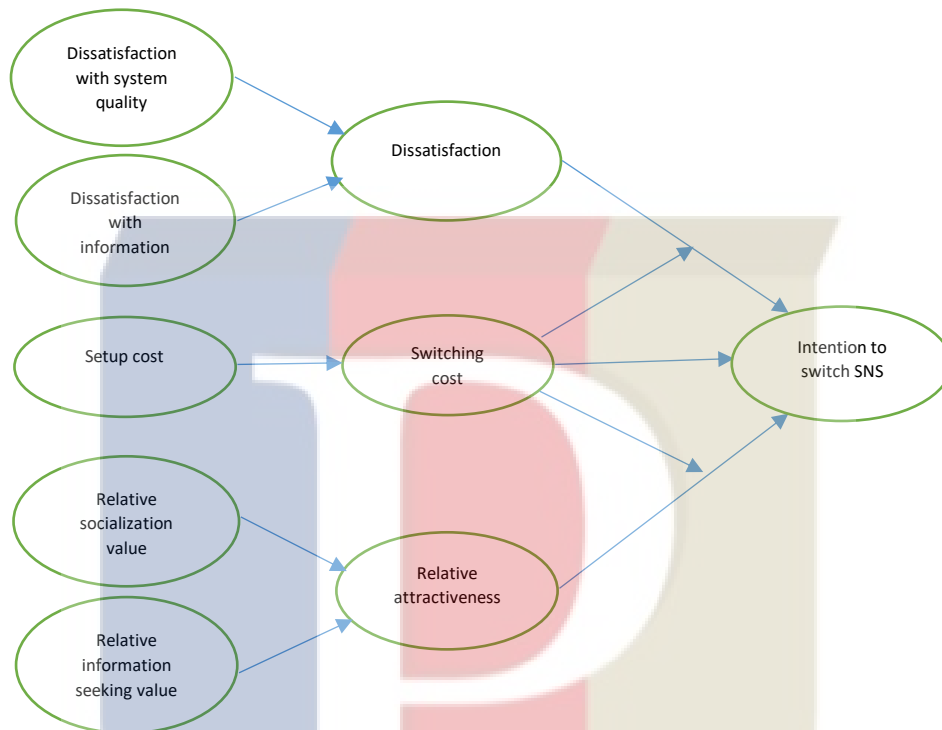 Dissatisfaction
with system
quality
Dissatisfaction
Dissatisfaction
with
information
Setup cost
Switching
cost
Intention to
switch SNS
Relative
socialization
value
Relative
attractiveness
Relative
information
seeking value